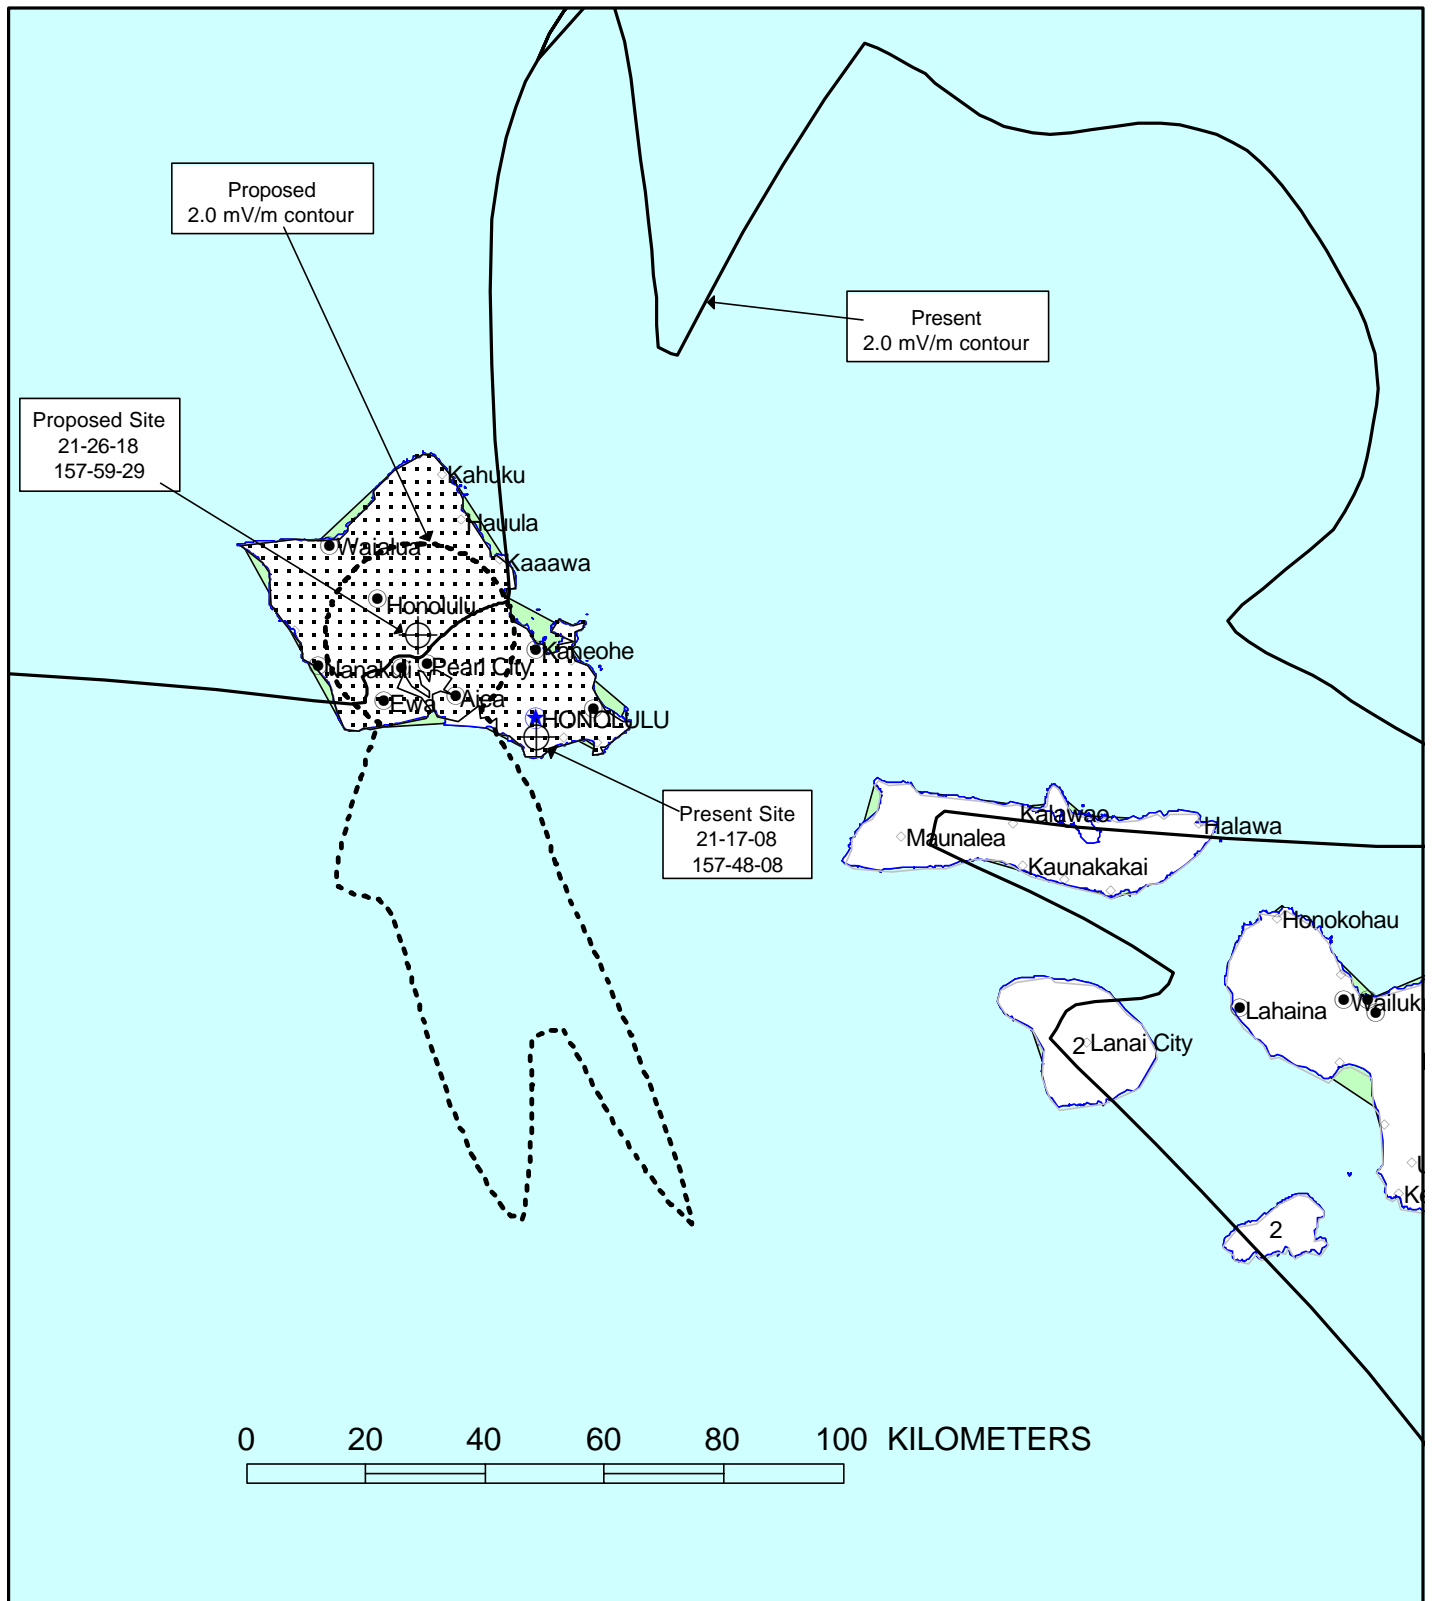 Proposed
2.0 mV/m contour
Present
2.0 mV/m contour
Proposed Site
21-26-18
157-59-29
Kahuku
Hauula
Waialua
Kaaawa
Honolulu
Kaneohe
Nanakuli
Pearl City
Ewa
Aiea
HONOLULU
Present Site
21-17-08
157-48-08
Kalawao
Halawa
Maunalea
Kaunakakai
Honokohau
Lahaina
Wailuku
2
Lanai City
U
Ke
2
0 20 40 60 80 100 KILOMETERS